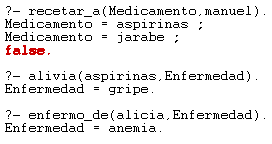 ?- recetar_a(Medicamento,manuel).
Medicamento = aspirinas ;
Medicamento = jarabe ;
false.
?- alivia(aspirinas,Enfermedad).
Enfermedad = gripe.
?- enfermo_de(alicia,Enfermedad).
Enfermedad = anemia.